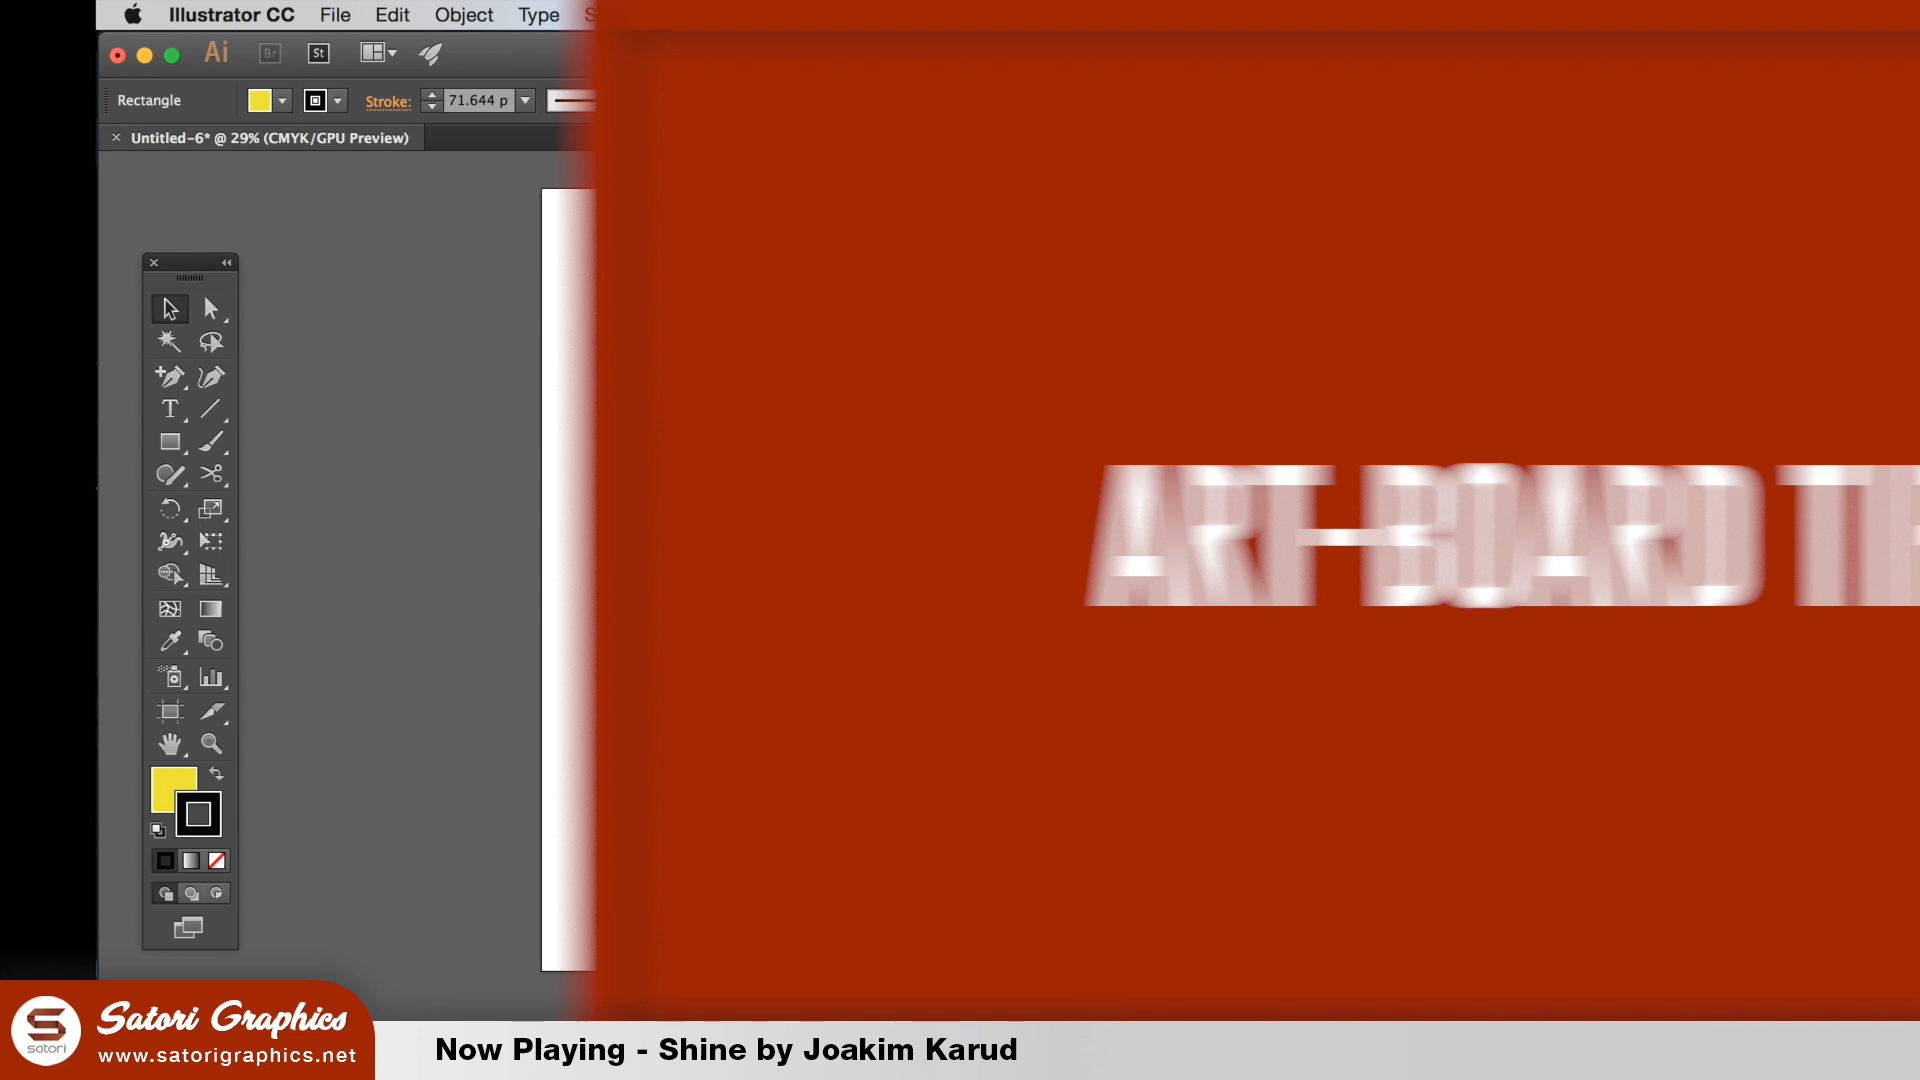 Illustrator CC File Edit Object Type
Ai Br St
Rectangle Stroke: 71.644 p
Untitled-6* @ 29% (CMYK/GPU Preview)
ART-BOARD
Satori Graphics
satori
www.satorigraphics.net
Now Playing - Shine by Joakim Karud